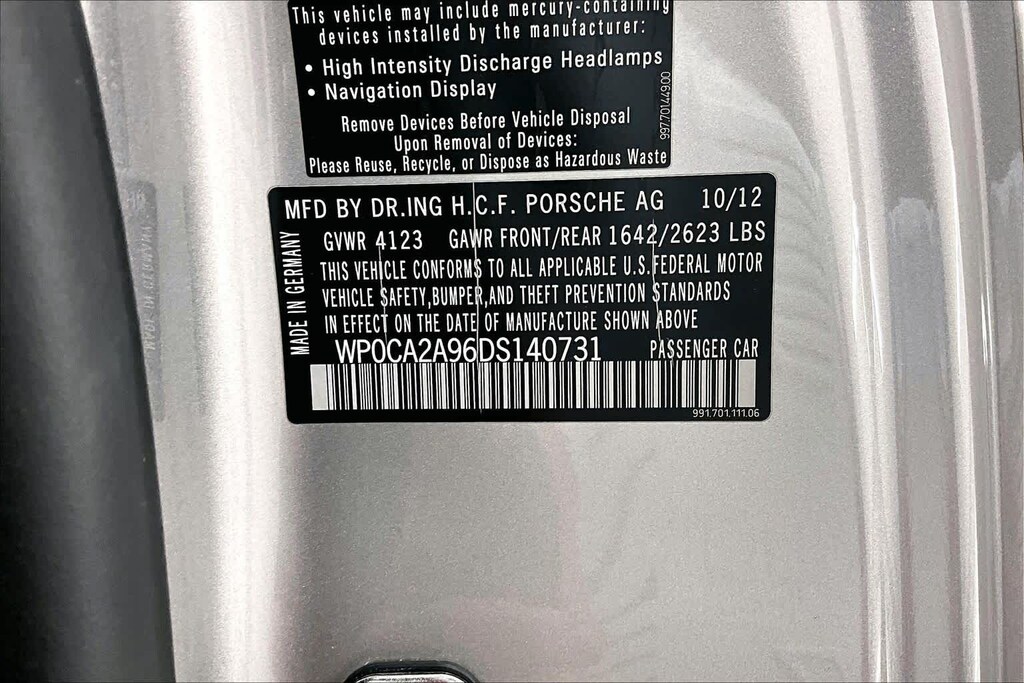 This vehicle may include mercury-containing
devices installed by the manufacturer:
• High Intensity Discharge Headlamps
• Navigation Display
Remove Devices Before Vehicle Disposal
Upon Removal of Devices:
Please Reuse, Recycle, or Dispose as Hazardous Waste
997.701.449.00
MFD BY DR.ING H.C.F. PORSCHE AG 10/12
GVWR 4123 GAWR FRONT/REAR 1642/2623 LBS
THIS VEHICLE CONFORMS TO ALL APPLICABLE U.S.FEDERAL MOTOR
VEHICLE SAFETY,BUMPER,AND THEFT PREVENTION STANDARDS
IN EFFECT ON THE DATE OF MANUFACTURE SHOWN ABOVE
MADE IN GERMANY
WP0CA2A96DS140731 PASSENGER CAR
991.701.111.06